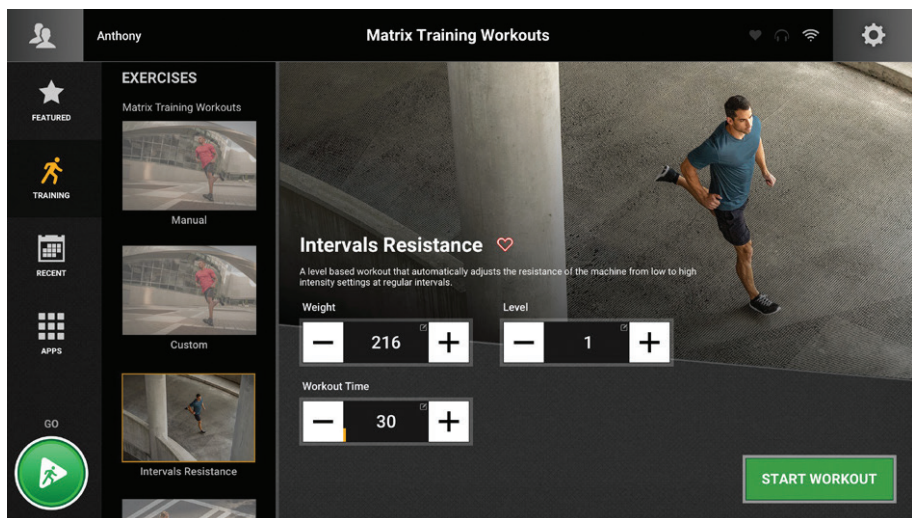 Anthony
Matrix Training Workouts
FEATURED
TRAINING
RECENT
APPS
GO
EXERCISES
Matrix Training Workouts
Manual
Custom
Intervals Resistance
Intervals Resistance
A level based workout that automatically adjusts the resistance of the machine from low to high
intensity settings at regular intervals.
Weight
Level
216
1
Workout Time
30
START WORKOUT